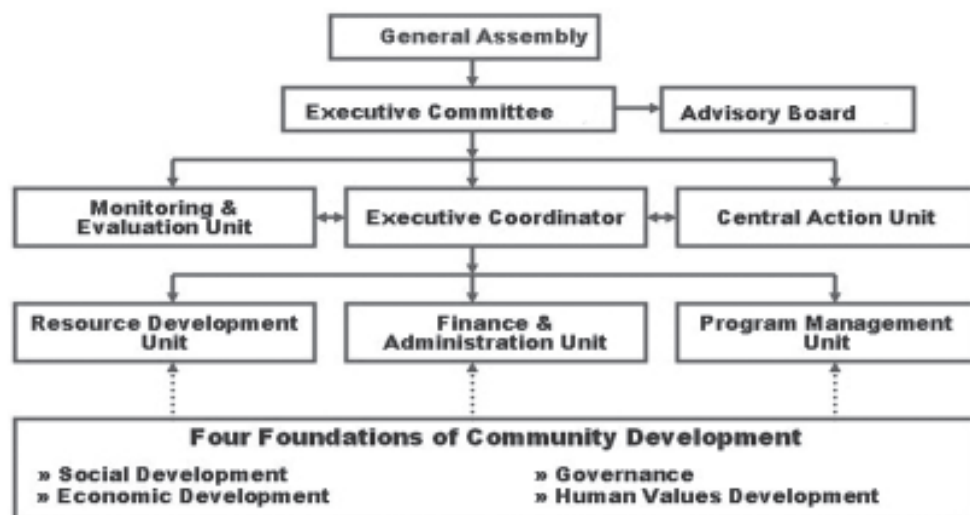 General Assembly
Executive Committee
Advisory Board
Monitoring &
Evaluation Unit
Executive Coordinator
Central Action Unit
Resource Development
Unit
Finance &
Administration Unit
Program Management
Unit
Four Foundations of Community Development
» Social Development
» Economic Development
» Governance
» Human Values Development